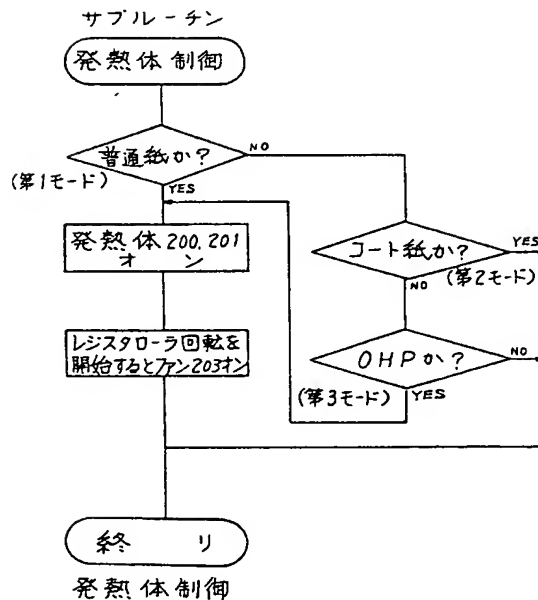 サブルーチン
発熱体制御
普通紙か?
NO
(第1モード)
YES
発熱体200,201
オン
コート紙か?
YES
(第2モード)
NO
レジスタローラ回転を
開始するとファン203オン
OHPか?
NO
(第3モード)
YES
終リ
発熱体制御